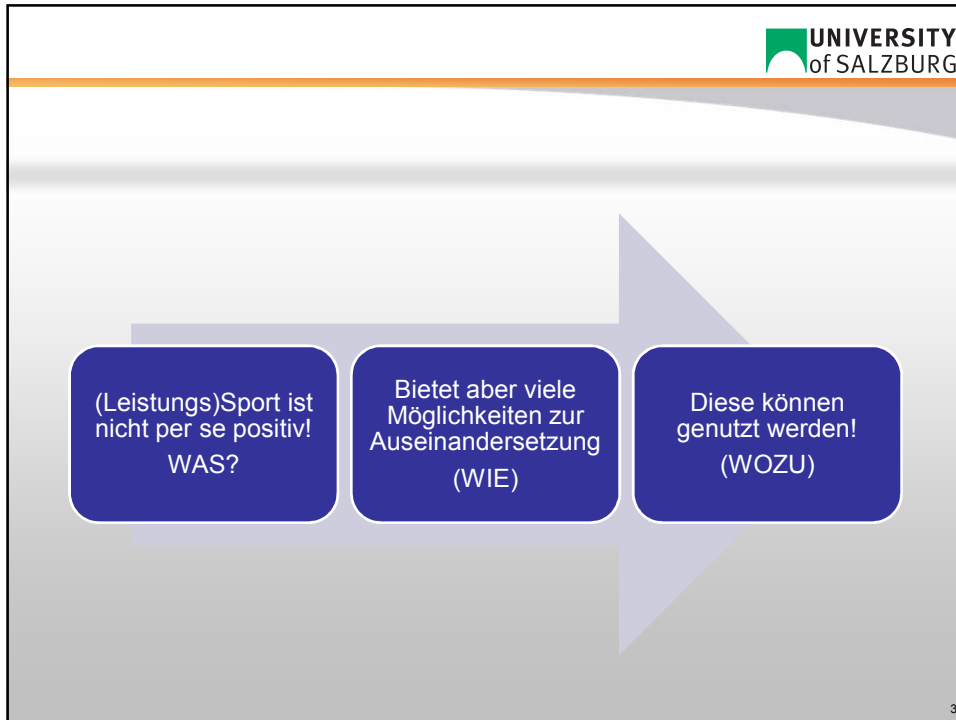 UNIVERSITY
of SALZBURG
(Leistungs)Sport ist
nicht per se positiv!
WAS?
Bietet aber viele
Möglichkeiten zur
Auseinandersetzung
(WIE)
Diese können
genutzt werden!
(WOZU)
3